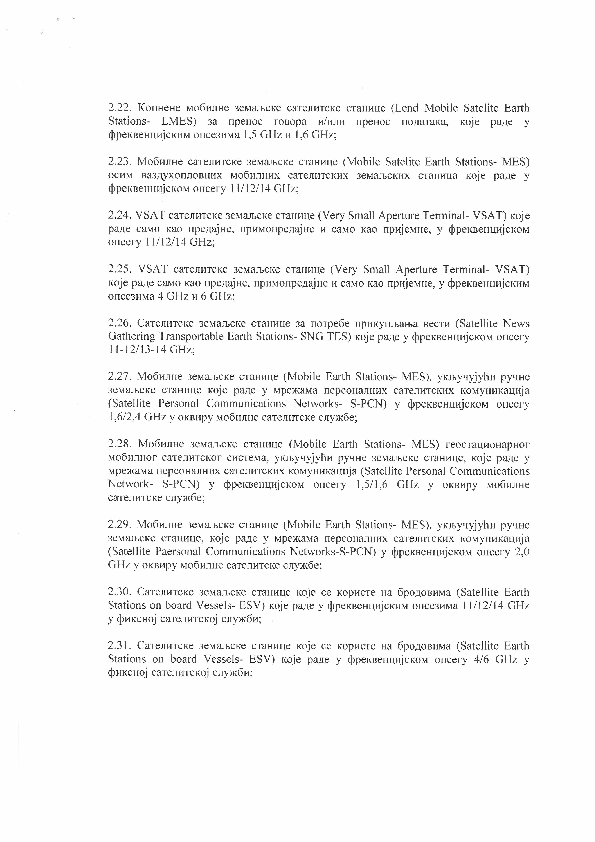 2.22. Копнене мобилне земаљске сателитске станице (Lend Mobile Satelite Earth
Stations- LMES) за пренос говора и/или пренос података, које раде у
фреквенцијским опсезима 1,5 GHz и 1,6 GHz;
2.23. Мобилне сателитске земаљске станице (Mobile Satelite Earth Stations- MES)
осим ваздухопловних мобилних сателитских земаљских станица које раде у
фреквенцијском опсегу 11/12/14 GHz;
2.24. VSAT сателитске земаљске станице (Very Small Aperture Terminal- VSAT) које
раде само као предајне, примопредајне и само као пријемне, у фреквенцијском
опсегу 11/12/14 GHz;
2.25. VSAT сателитске земаљске станице (Very Small Aperture Terminal- VSAT)
које раде само као предајне, примопредајне и само као пријемне, у фреквенцијским
опсезима 4 GHz и 6 GHz;
2.26. Сателитске земаљске станице за потребе прикупљања вести (Satellite News
Gathering Transportable Earth Stations- SNG TES) које раде у фреквенцијском опсегу
11-12/13-14 GHz;
2.27. Мобилне земаљске станице (Mobile Earth Stations- MES), укључујући ручне
земаљске станице које раде у мрежама персоналних сателитских комуникација
(Satellite Personal Communications Networks- S-PCN) у фреквенцијском опсегу
1,6/2,4 GHz у оквиру мобилне сателитске службе;
2.28. Мобилне земаљске станице (Mobile Earth Stations- MES) геостационарног
мобилног сателитског система, укључујући ручне земаљске станице, које раде у
мрежама персоналних сателитских комуникација (Satellite Personal Communications
Network- S-PCN) у фреквенцијском опсегу 1,5/1,6 GHz у оквиру мобилне
сателитске службе;
2.29. Мобилне земаљске станице (Mobile Earth Stations- MES), укључујући ручне
земаљске станице, које раде у мрежама персоналних сателитских комуникација
(Satellite Paersonal Communications Networks-S-PCN) у фреквенцијском опсегу 2,0
GHz у оквиру мобилне сателитске службе;
2.30. Сателитске земаљске станице које се користе на бродовима (Satellite Earth
Stations on board Vessels- ESV) које раде у фреквенцијским опсезима 11/12/14 GHz
у фиксној сателитској служби;
2.31. Сателитске земаљске станице које се користе на бродовима (Satellite Earth
Stations on board Vessels- ESV) које раде у фреквенцијском опсегу 4/6 GHz у
фиксној сателитској служби;